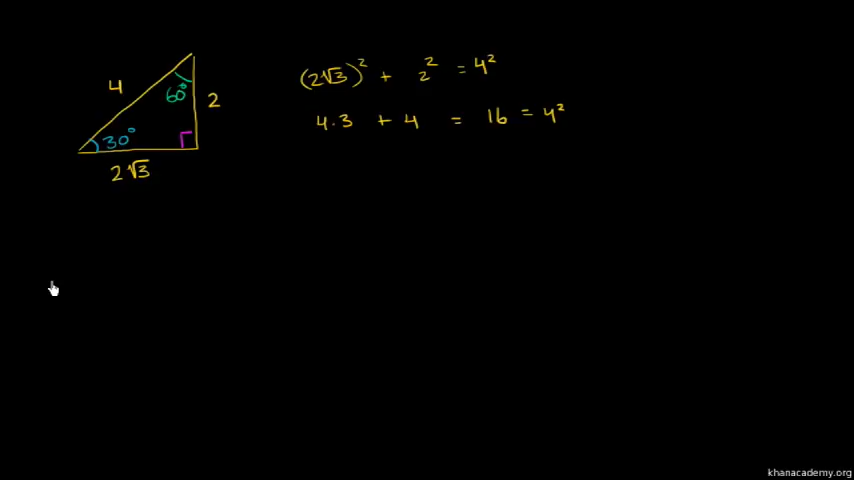 4
60°
2
30°
2√3
(2√3)² + 2² = 4²
4·3 + 4 = 16 = 4²
khanacademy.org